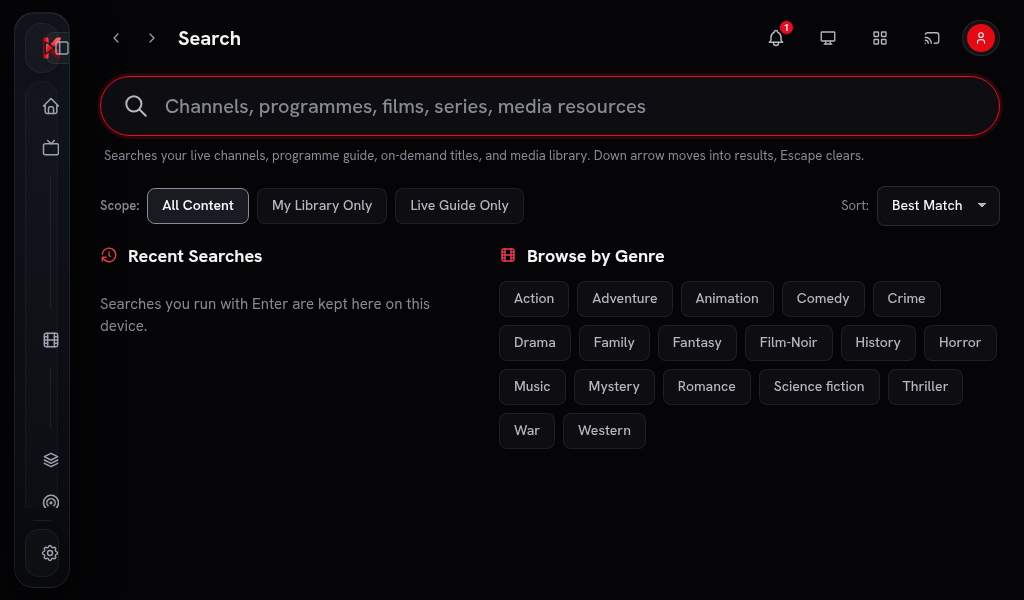 Search
1
Channels, programmes, films, series, media resources
Searches your live channels, programme guide, on-demand titles, and media library. Down arrow moves into results, Escape clears.
Scope: All Content My Library Only Live Guide Only Sort: Best Match
Recent Searches
Searches you run with Enter are kept here on this
device.
Browse by Genre
Action Adventure Animation Comedy Crime
Drama Family Fantasy Film-Noir History Horror
Music Mystery Romance Science fiction Thriller
War Western